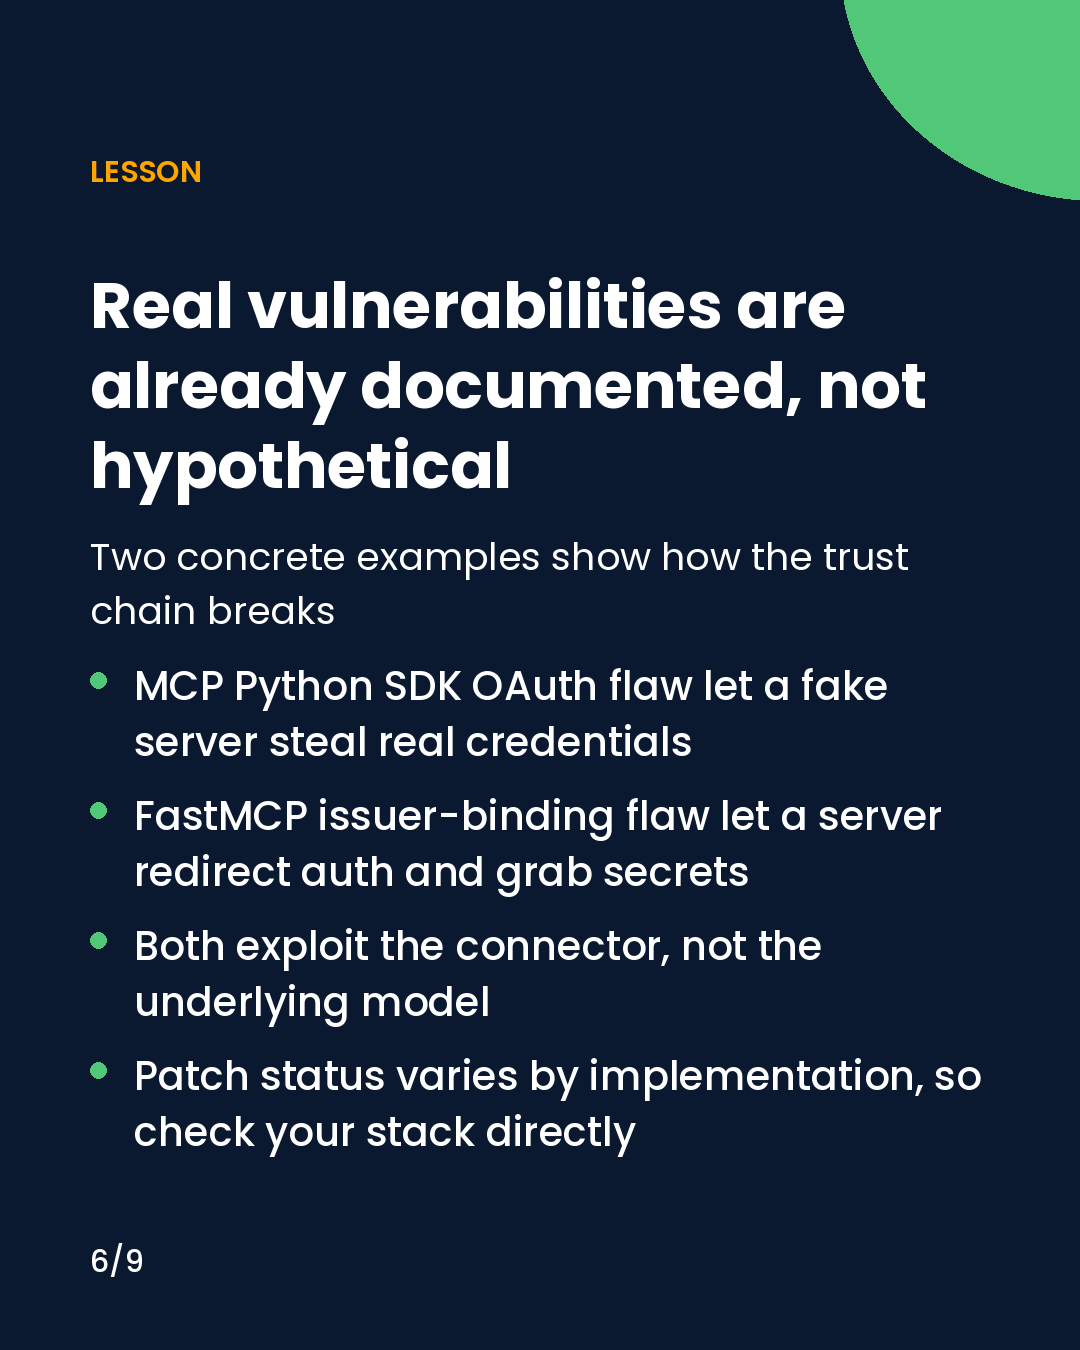 LESSON
Real vulnerabilities are
already documented, not
hypothetical
Two concrete examples show how the trust
chain breaks
MCP Python SDK OAuth flaw let a fake
server steal real credentials
FastMCP issuer-binding flaw let a server
redirect auth and grab secrets
Both exploit the connector, not the
underlying model
Patch status varies by implementation, so
check your stack directly
6/9